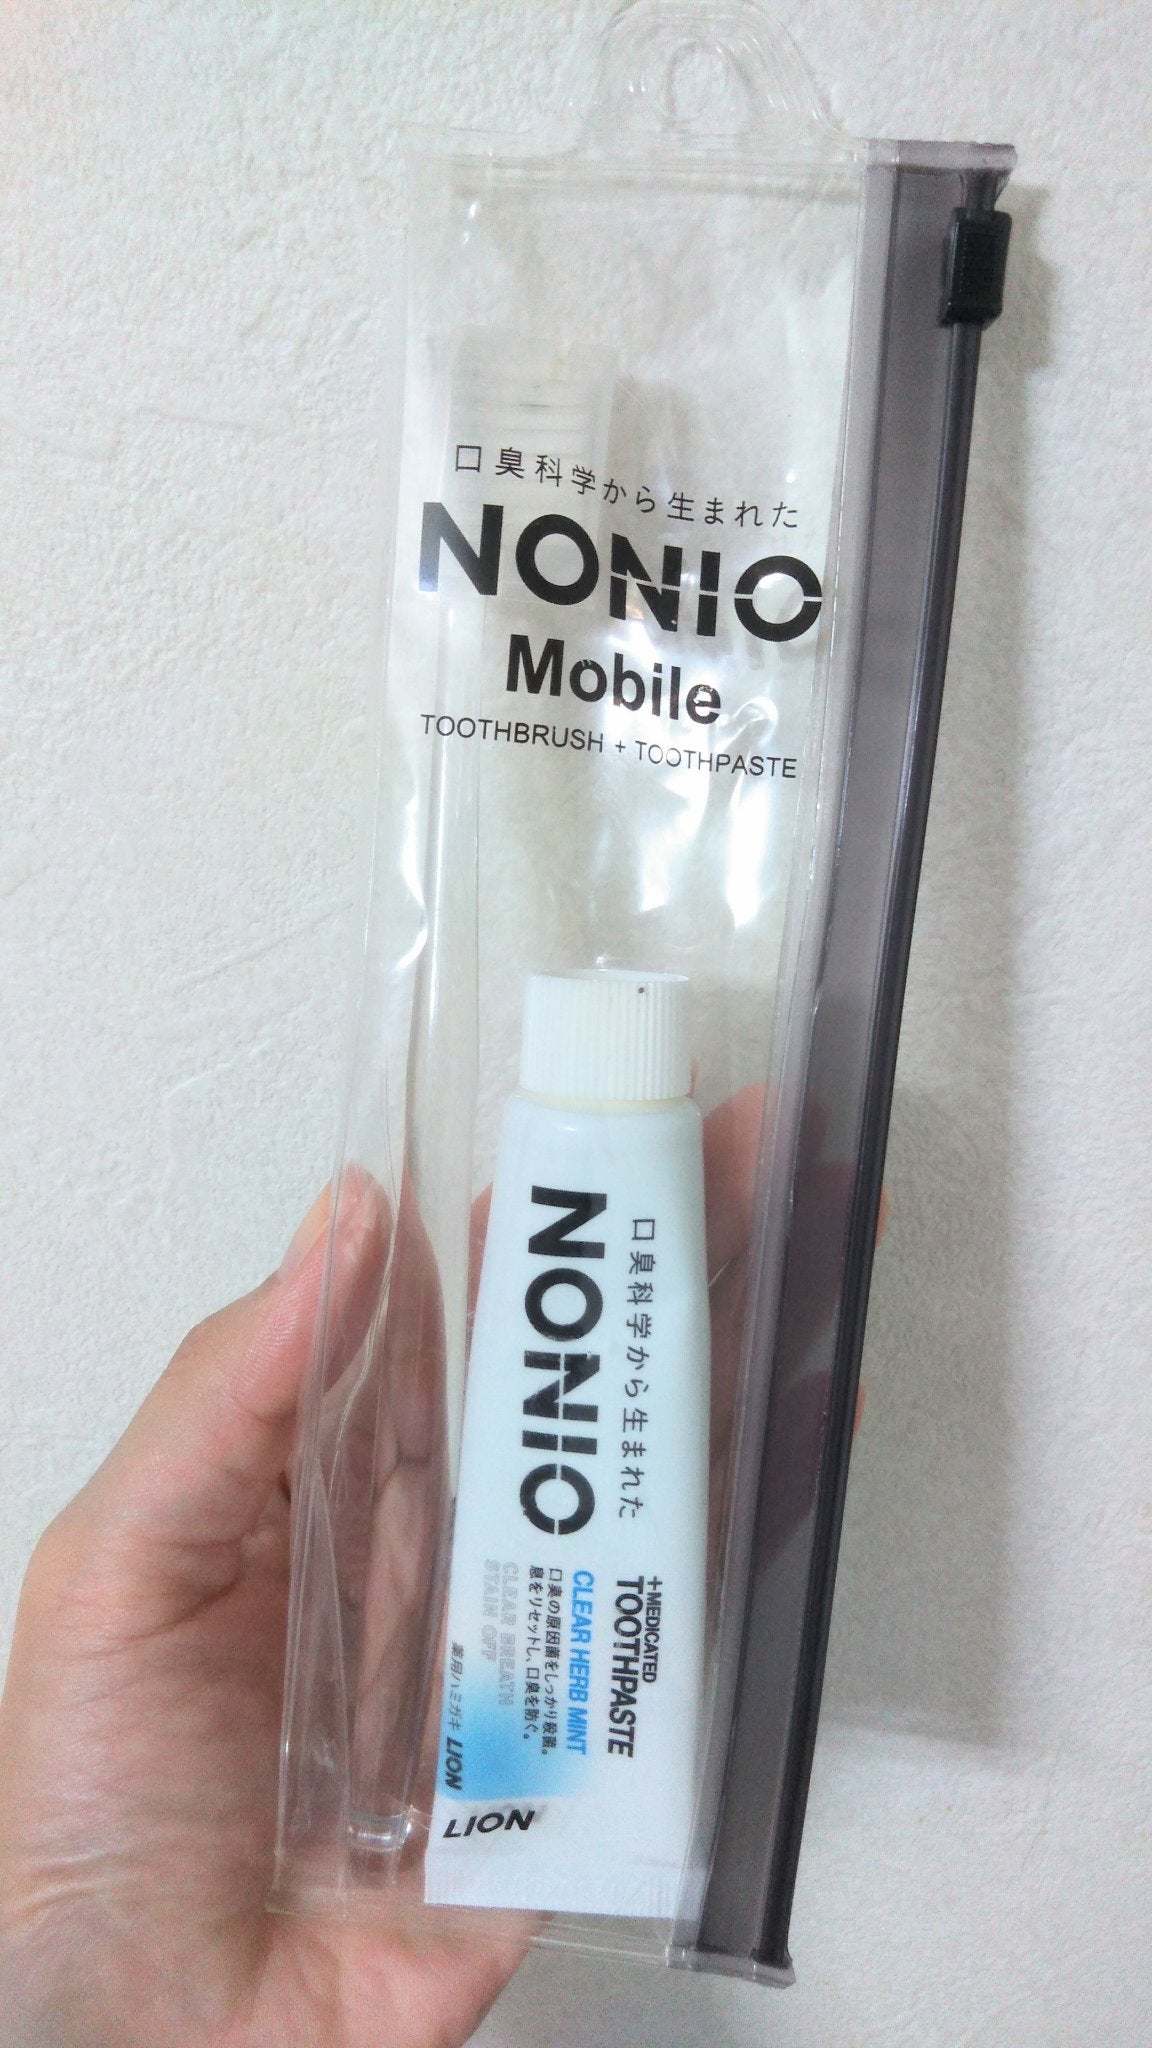 口臭科学から生まれた
NONIO
Mobile
TOOTHBRUSH + TOOTHPASTE
口臭科学から生まれた
NONIO
+MEDICATED
TOOTHPASTE
CLEAR HERB MINT
口臭の原因菌をしっかり殺菌。
息をリセットし、口臭を防ぐ。
CLEAR BREATH
STAIN OFF
薬用ハミガキ LION
LION